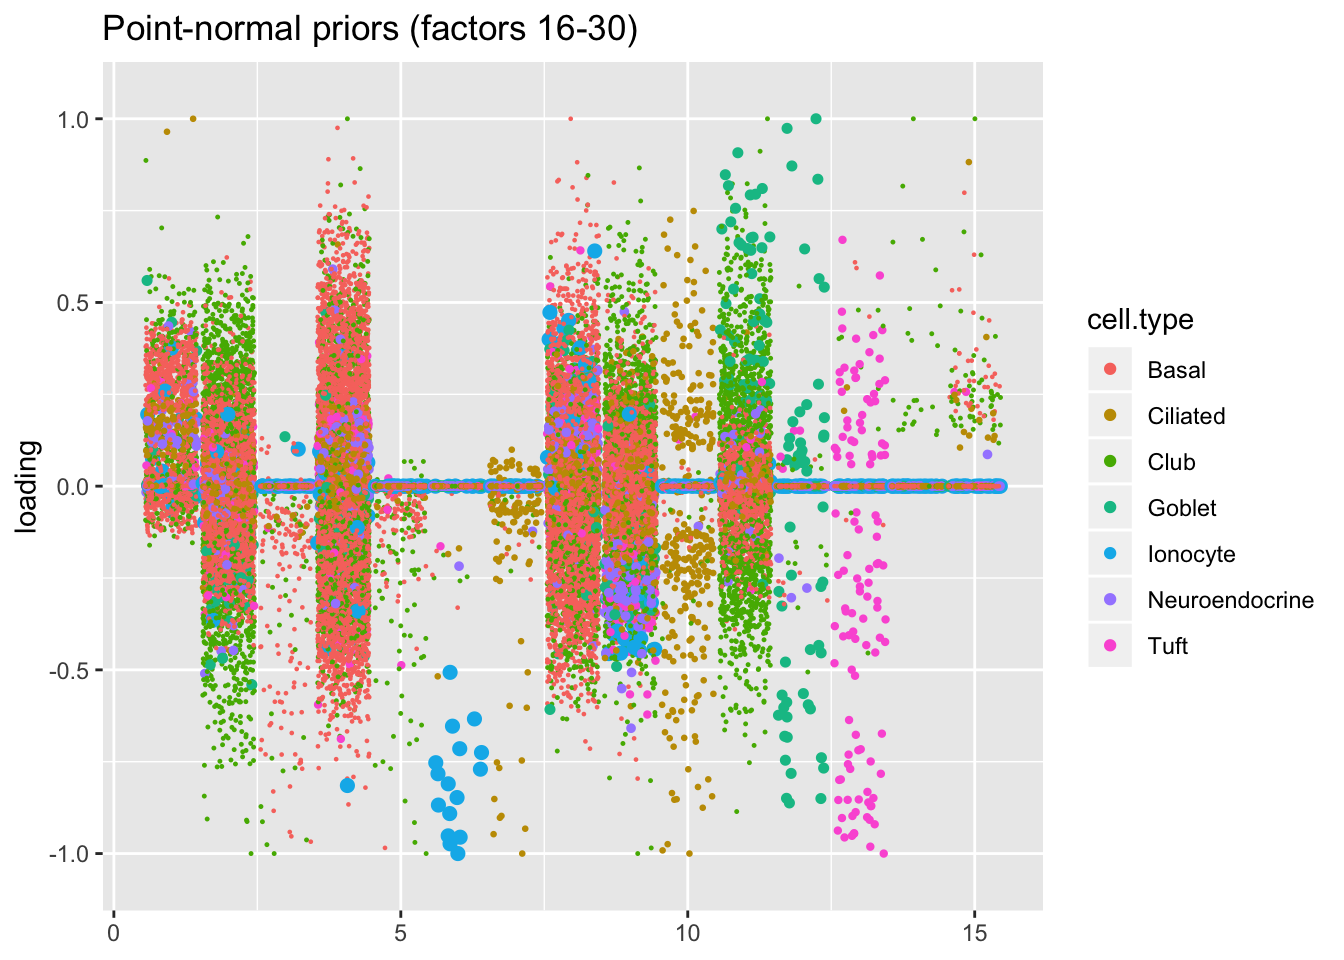 Point-normal priors (factors 16-30)
1.0
0.5
0.0
-0.5
-1.0
loading
0
5
10
15
cell.type
Basal
Ciliated
Club
Goblet
Ionocyte
Neuroendocrine
Tuft